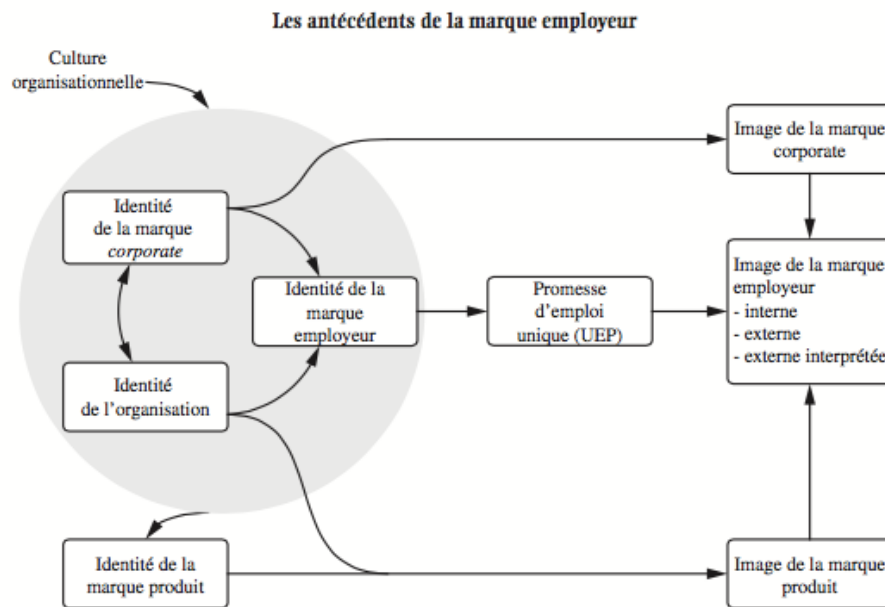 Les antécédents de la marque employeur
Culture
organisationnelle
Image de la marque
corporate
Identité
de la marque
corporate
Identité de la
marque
employeur
Promesse
d'emploi
unique (UEP)
Image de la marque
employeur
- interne
- externe
- externe interprétée
Identité
de l'organisation
Identité de la
marque produit
Image de la marque
produit